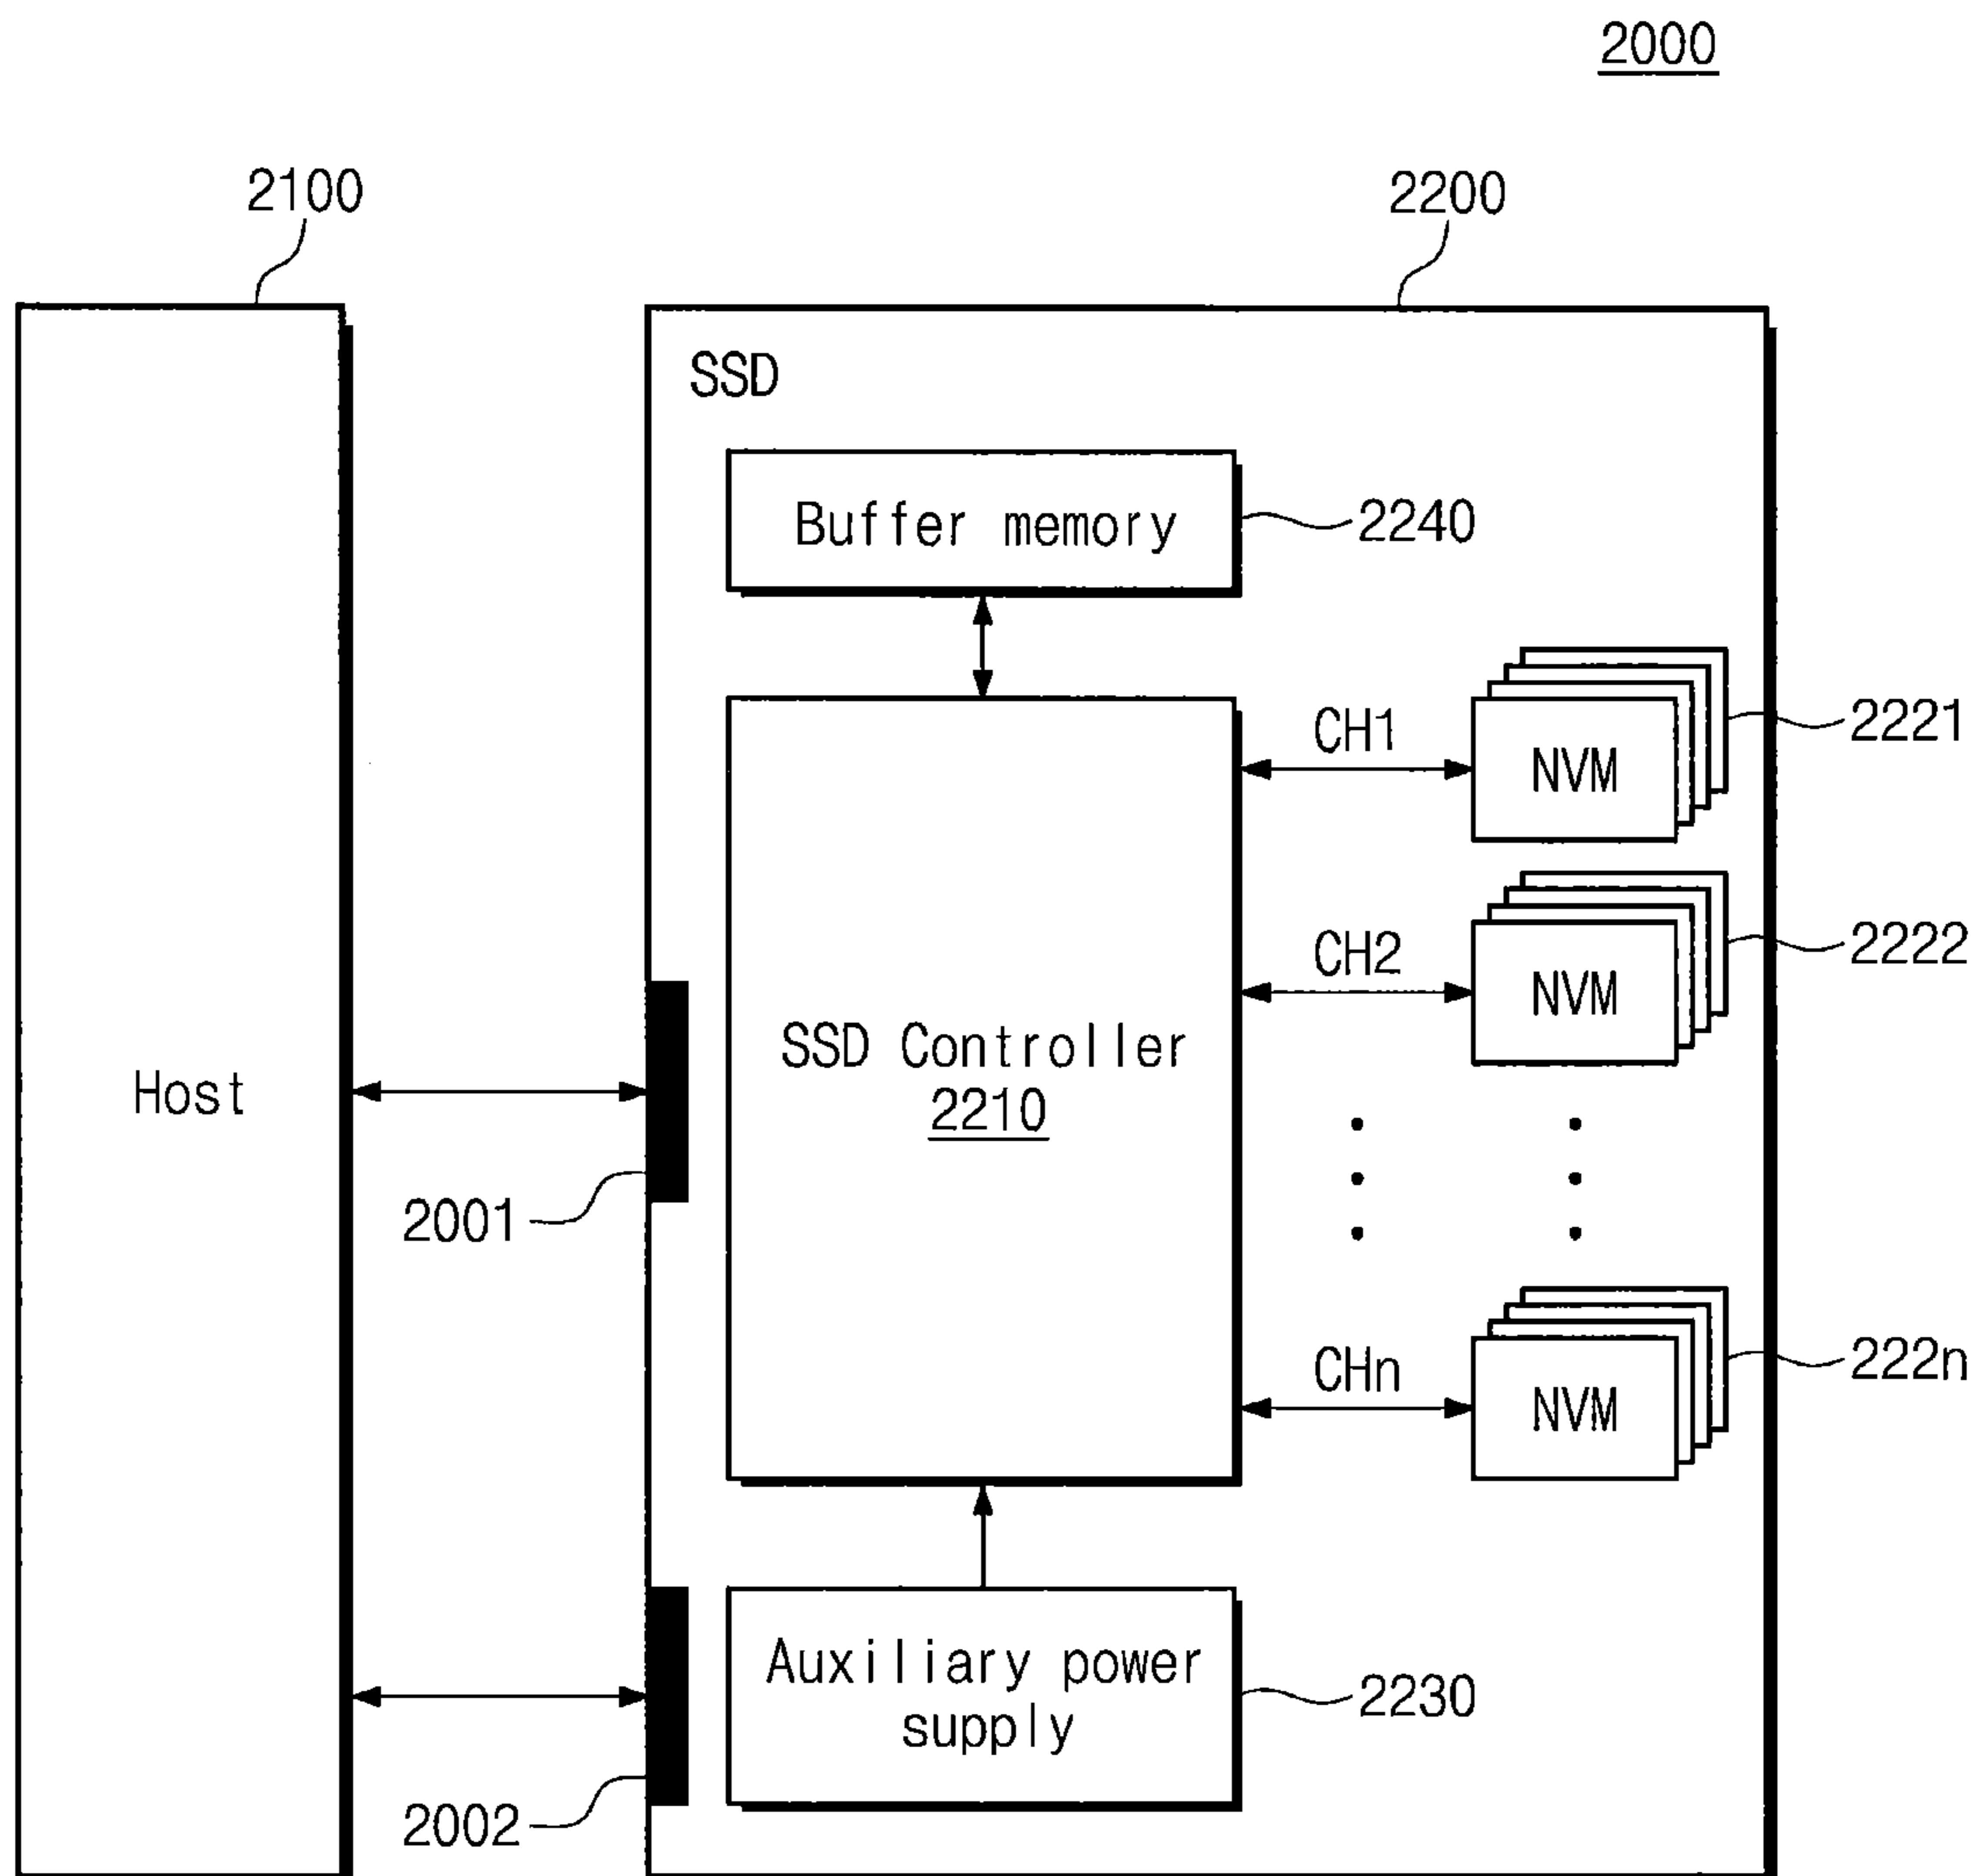 2000
2100
2200
SSD
Buffer memory
2240
CH1
NVM
2221
CH2
NVM
2222
Host
SSD Controller
2210
2001
CHn
NVM
222n
Auxiliary power
supply
2230
2002